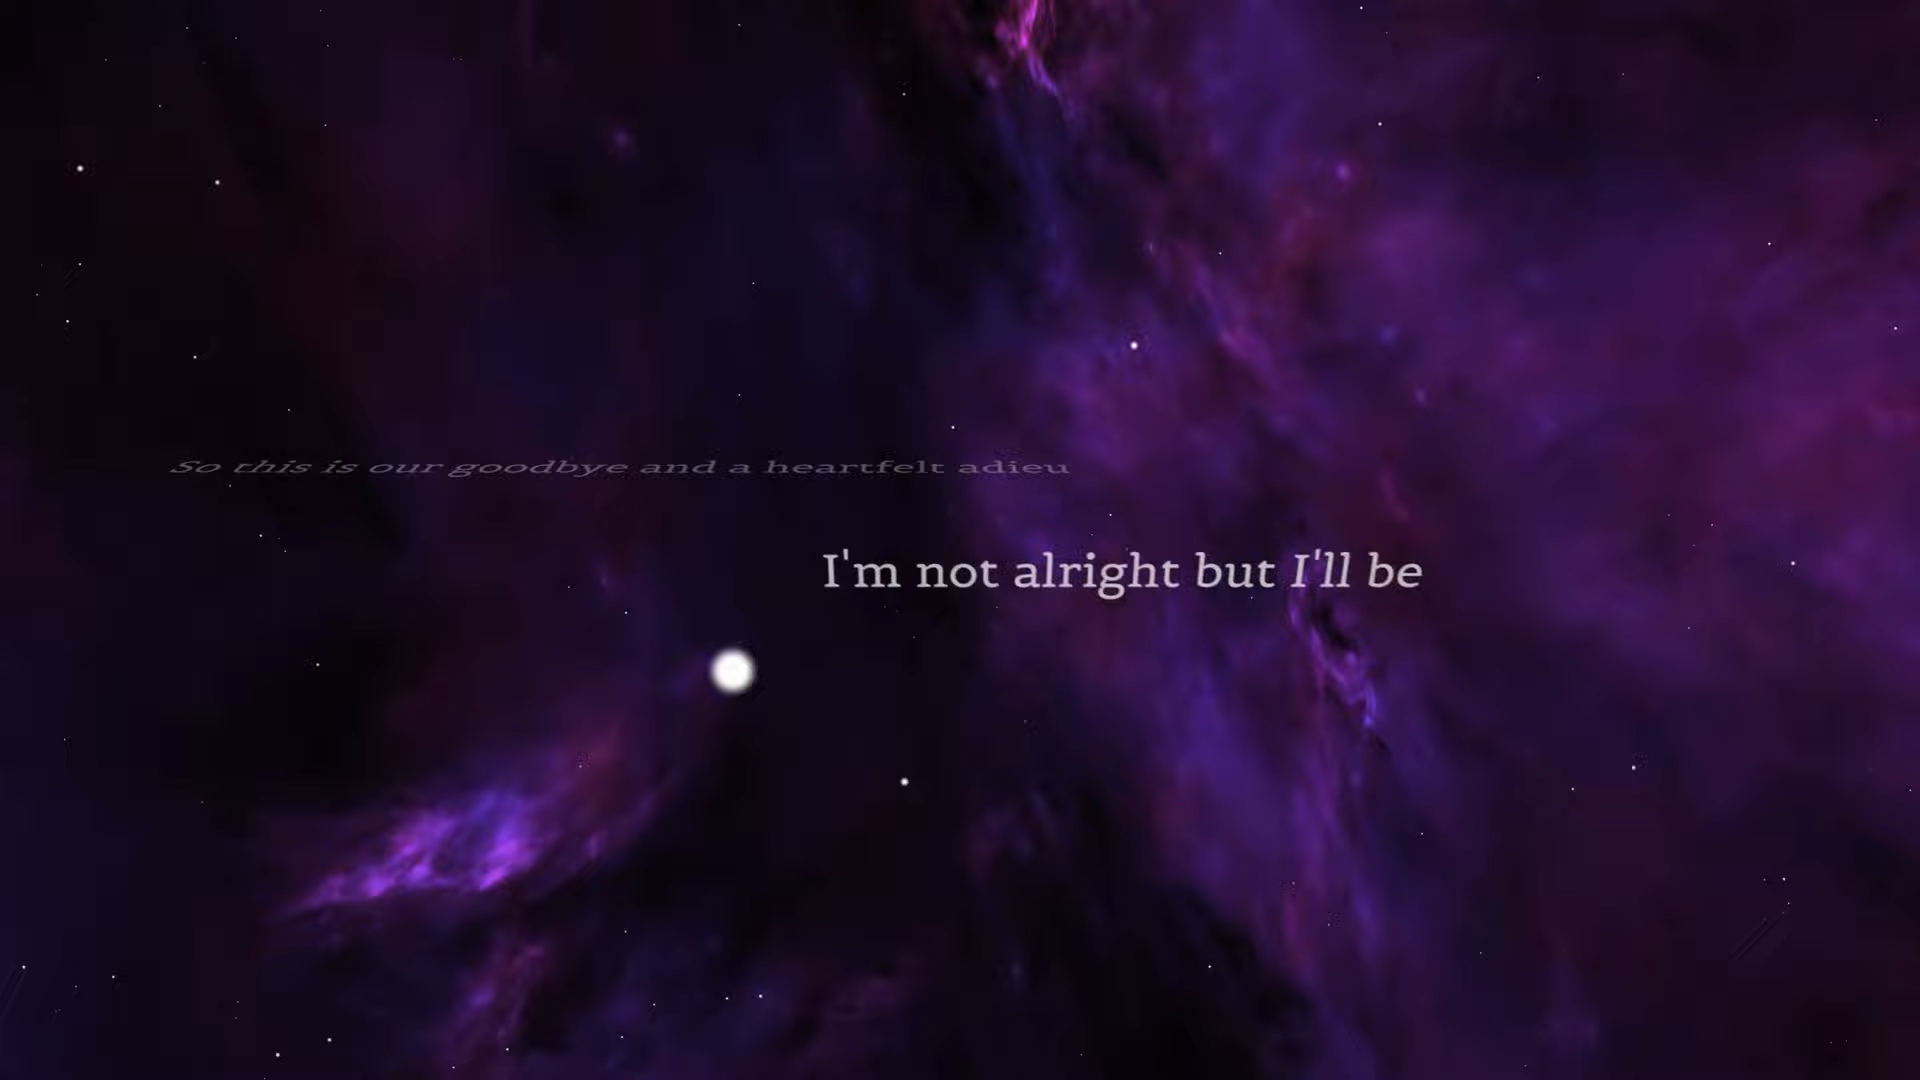 So this is our goodbye and a heartfelt adieu
I'm not alright but I'll be